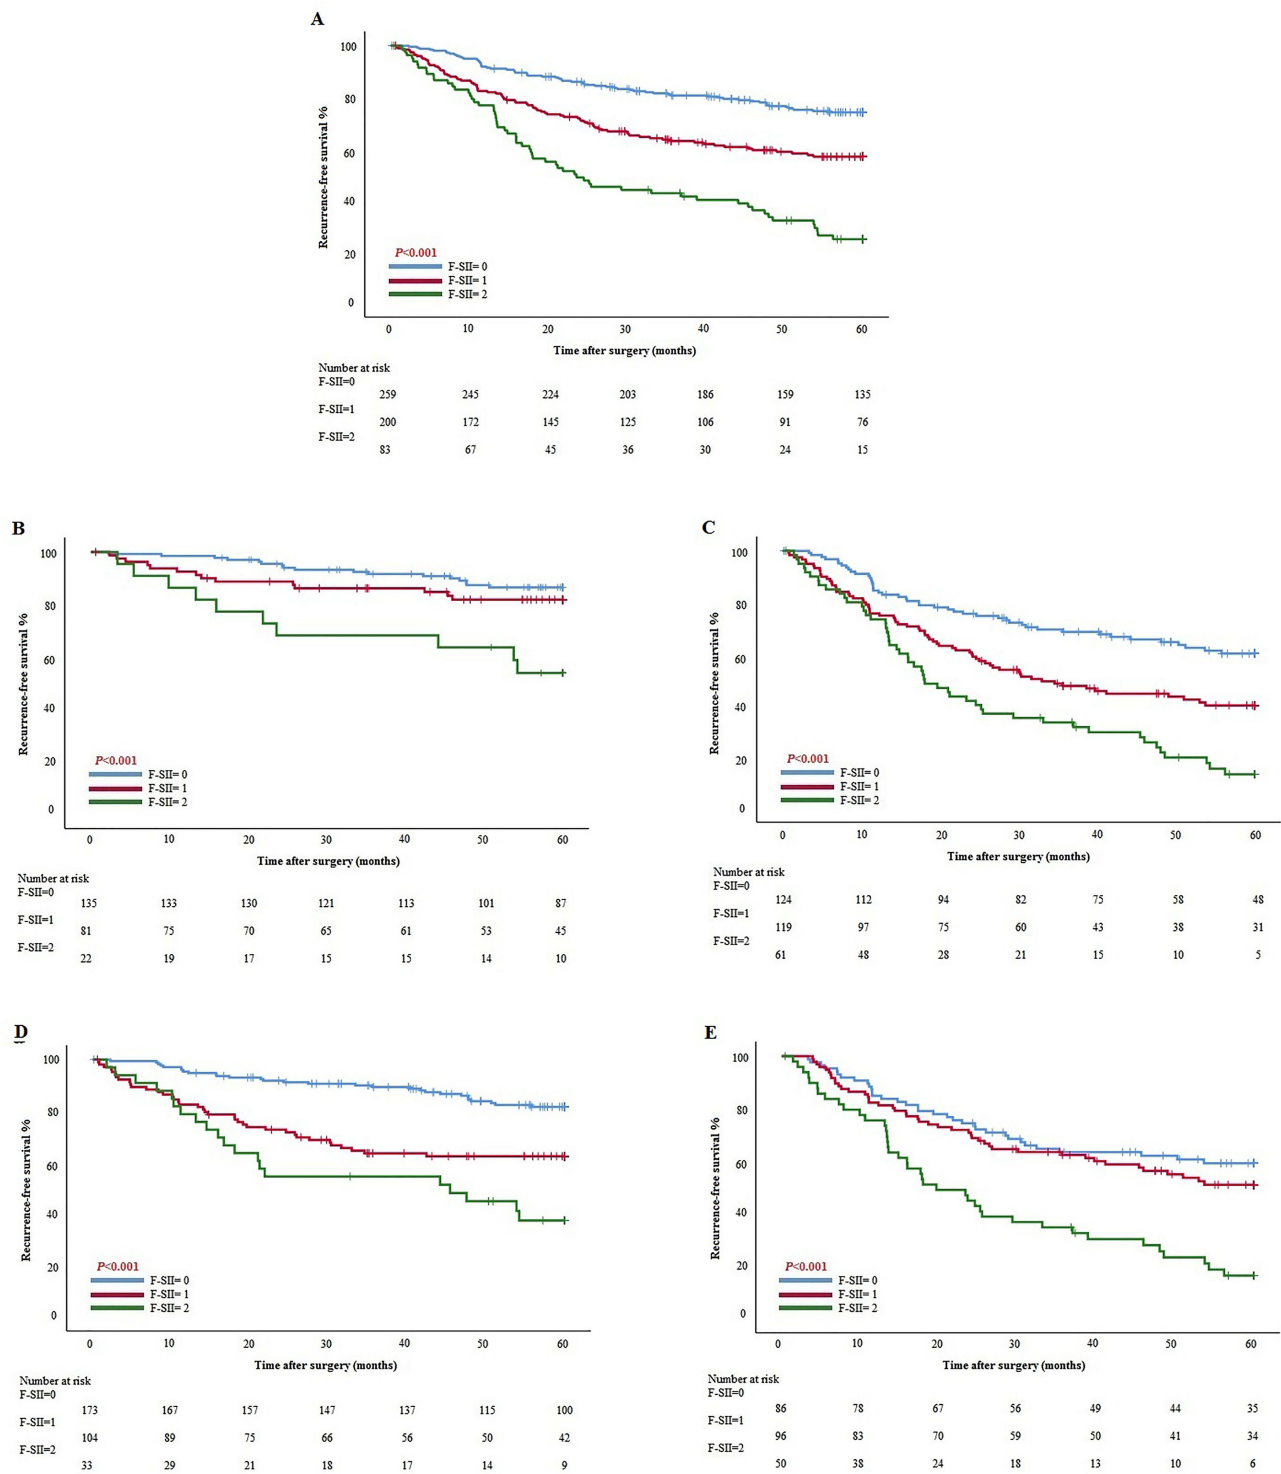 A
Recurrence-free survival %
100
80
60
40
20
0
P<0.001
F-SII= 0
F-SII= 1
F-SII= 2
0 10 20 30 40 50 60
Time after surgery (months)
Number at risk
F-SII=0
259 245 224 203 186 159 135
F-SII=1
200 172 145 125 106 91 76
F-SII=2
83 67 45 36 30 24 15
B
Recurrence-free survival %
100
80
60
40
20
0
P<0.001
F-SII= 0
F-SII= 1
F-SII= 2
0 10 20 30 40 50 60
Time after surgery (months)
Number at risk
F-SII=0
135 133 130 121 113 101 87
F-SII=1
81 75 70 65 61 53 45
F-SII=2
22 19 17 15 15 14 10
C
Recurrence-free survival %
100
80
60
40
20
0
P<0.001
F-SII= 0
F-SII= 1
F-SII= 2
0 10 20 30 40 50 60
Time after surgery (months)
Number at risk
F-SII=0
124 112 94 82 75 58 48
F-SII=1
119 97 75 60 43 38 31
F-SII=2
61 48 28 21 15 10 5
D
Recurrence-free survival %
100
80
60
40
20
0
P<0.001
F-SII= 0
F-SII= 1
F-SII= 2
0 10 20 30 40 50 60
Time after surgery (months)
Number at risk
F-SII=0
173 167 157 147 137 115 100
F-SII=1
104 89 75 66 56 50 42
F-SII=2
33 29 21 18 17 14 9
E
Recurrence-free survival %
100
80
60
40
20
0
P<0.001
F-SII= 0
F-SII= 1
F-SII= 2
0 10 20 30 40 50 60
Time after surgery (months)
Number at risk
F-SII=0
86 78 67 56 49 44 35
F-SII=1
96 83 70 59 50 41 34
F-SII=2
50 38 24 18 13 10 6